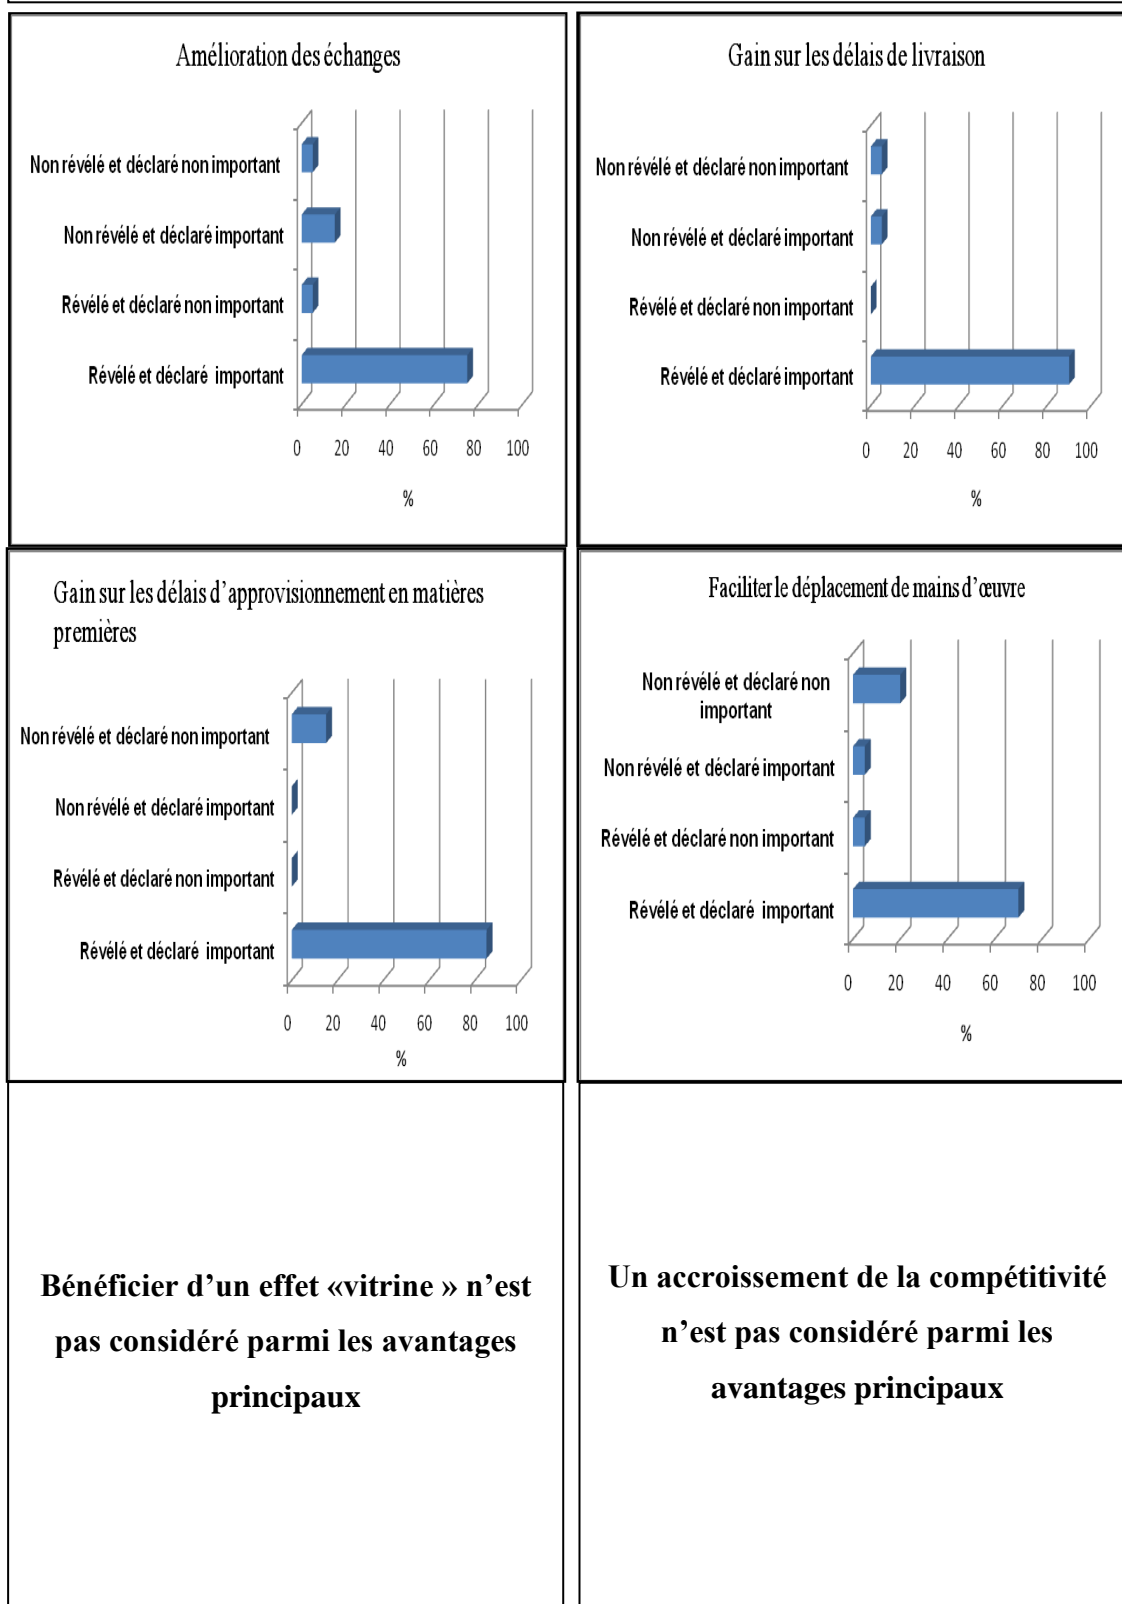 Amélioration des échanges
Non révélé et déclaré non important
Non révélé et déclaré important
Révélé et déclaré non important
Révélé et déclaré important
0 20 40 60 80 100
%
Gain sur les délais de livraison
Non révélé et déclaré non important
Non révélé et déclaré important
Révélé et déclaré non important
Révélé et déclaré important
0 20 40 60 80 100
%
Gain sur les délais d’approvisionnement en matières
premières
Non révélé et déclaré non important
Non révélé et déclaré important
Révélé et déclaré non important
Révélé et déclaré important
0 20 40 60 80 100
%
Faciliter le déplacement de mains d’œuvre
Non révélé et déclaré non
important
Non révélé et déclaré important
Révélé et déclaré non important
Révélé et déclaré important
0 20 40 60 80 100
%
Bénéficier d’un effet «vitrine » n’est
pas considéré parmi les avantages
principaux
Un accroissement de la compétitivité
n’est pas considéré parmi les
avantages principaux